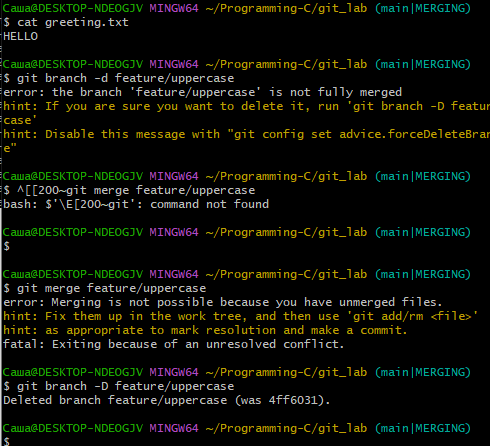 Саша@DESKTOP-NDEOGJV MINGW64 ~/Programming-C/git_lab (main|MERGING)
$ cat greeting.txt
HELLO
Саша@DESKTOP-NDEOGJV MINGW64 ~/Programming-C/git_lab (main|MERGING)
$ git branch -d feature/uppercase
error: the branch 'feature/uppercase' is not fully merged
hint: If you are sure you want to delete it, run 'git branch -D featur
case'
hint: Disable this message with "git config set advice.forceDeleteBran
e"
Саша@DESKTOP-NDEOGJV MINGW64 ~/Programming-C/git_lab (main|MERGING)
$ ^[[200~git merge feature/uppercase
bash: $'\E[200~git': command not found
Саша@DESKTOP-NDEOGJV MINGW64 ~/Programming-C/git_lab (main|MERGING)
$
Саша@DESKTOP-NDEOGJV MINGW64 ~/Programming-C/git_lab (main|MERGING)
$ git merge feature/uppercase
error: Merging is not possible because you have unmerged files.
hint: Fix them up in the work tree, and then use 'git add/rm <file>'
hint: as appropriate to mark resolution and make a commit.
fatal: Exiting because of an unresolved conflict.
Саша@DESKTOP-NDEOGJV MINGW64 ~/Programming-C/git_lab (main|MERGING)
$ git branch -D feature/uppercase
Deleted branch feature/uppercase (was 4ff6031).
Саша@DESKTOP-NDEOGJV MINGW64 ~/Programming-C/git_lab (main|MERGING)
$